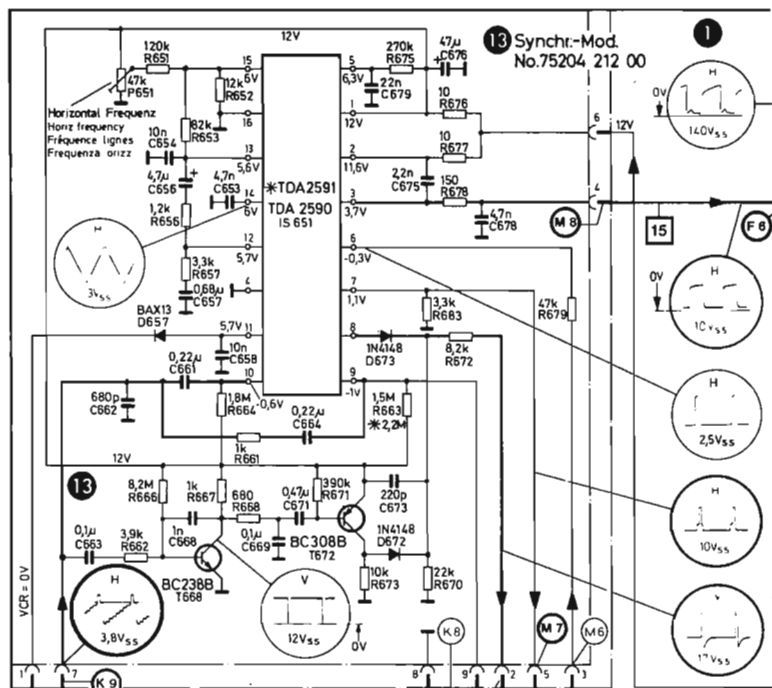 12V
13 Synchr.-Mod.
No.75204 212 00
1
120k
R651
47k
P651
Horizontal Frequenz
Horiz frequency
Fréquence lignes
Frequenza orizz
15
6V
12k
R652
16
82k
R653
10n
C654
13
5,6V
4,7µ
C656
+
4,7n
C653
14
6V
1,2k
R656
12
5,7V
3,3k
R657
0,68µ
C657
4
BAX13
D657
5,7V
11
10n
C658
0,22µ
C661
10
-0,6V
680p
C662
1,8M
R664
*TDA2591
TDA 2590
IS 651
5
6,3V
270k
R675
+
47µ
C676
22n
C679
1
12V
10
R676
2
11,6V
10
R677
2,2n
C675
3
3,7V
150
R678
4,7n
C678
6
-0,3V
7
1,1V
3,3k
R683
47k
R679
8
1N4148
D673
8,2k
R672
9
-1V
1,5M
R663
*2,2M
0,22µ
C664
1k
R661
H
3Vss
6
12V
4
M 8
15
F 6
H
0V
140Vss
H
0V
10Vss
H
2,5Vss
H
10Vss
V
17Vss
12V
13
8,2M
R666
1k
R667
680
R668
0,47µ
C671
390k
R671
220p
C673
0,1µ
C663
3,9k
R662
1n
C668
0,1µ
C669
BC308B
T672
1N4148
D672
BC238B
T668
10k
R673
22k
R670
VCR = 0V
H
3,8Vss
V
12Vss
0V
K 8
M 7
M 6
1
7
K 9
8
9
2
5
3